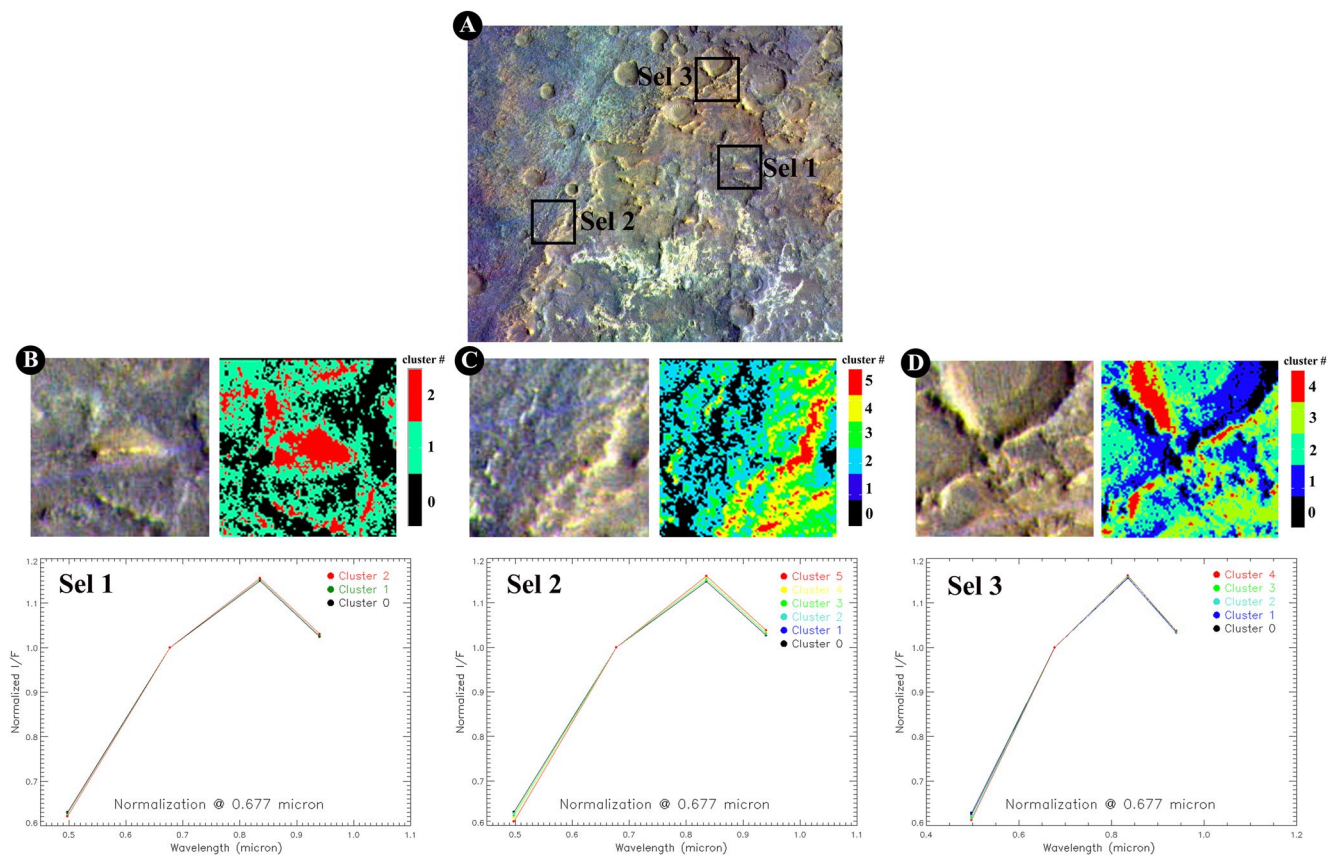 A
Sel 3
Sel 1
Sel 2
B
cluster #
2
1
0
C
cluster #
5
4
3
2
1
0
D
cluster #
4
3
2
1
0
Sel 1
Cluster 2
Cluster 1
Cluster 0
Normalization @ 0.677 micron
Normalized I/F
1.2
1.1
1.0
0.9
0.8
0.7
0.6
0.5 0.6 0.7 0.8 0.9 1.0 1.1
Wavelength (micron)
Sel 2
Cluster 5
Cluster 4
Cluster 3
Cluster 2
Cluster 1
Cluster 0
Normalization @ 0.677 micron
Normalized I/F
1.2
1.1
1.0
0.9
0.8
0.7
0.6
0.5 0.6 0.7 0.8 0.9 1.0 1.1
Wavelength (micron)
Sel 3
Cluster 4
Cluster 3
Cluster 2
Cluster 1
Cluster 0
Normalization @ 0.677 micron
Normalized I/F
1.2
1.1
1.0
0.9
0.8
0.7
0.6
0.4 0.6 0.8 1.0 1.2
Wavelength (micron)